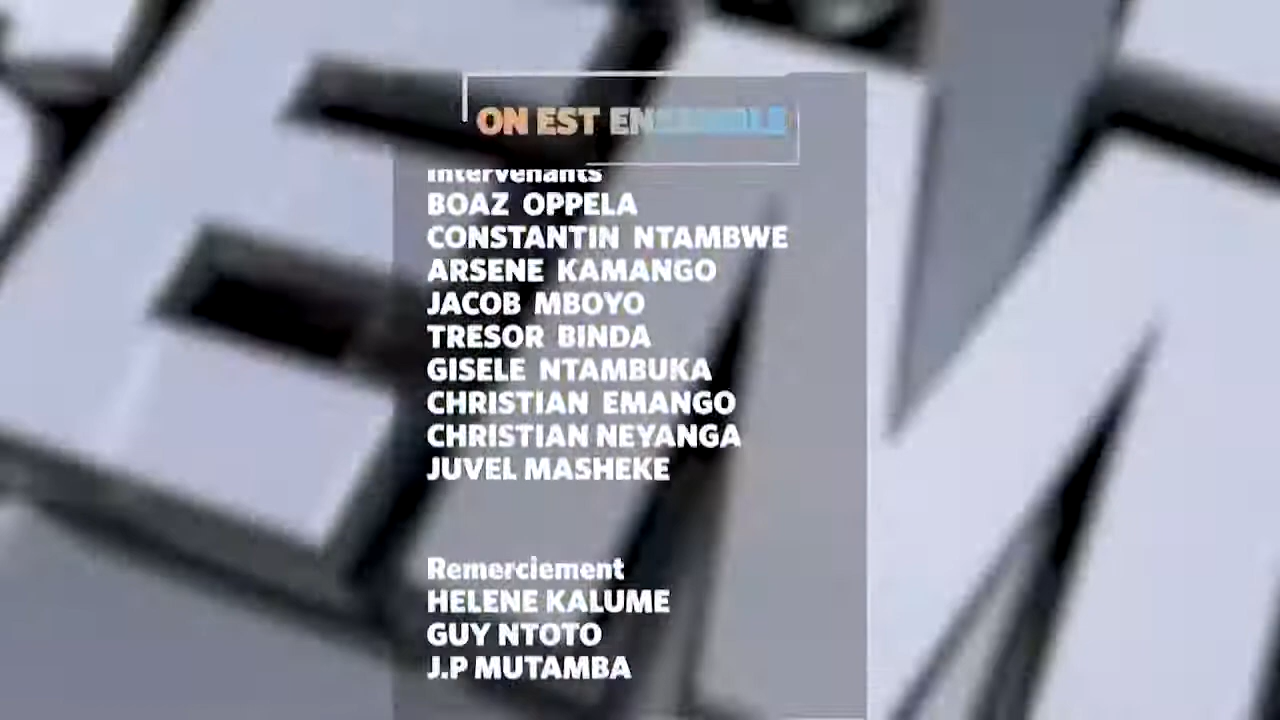 ON EST ENSEMBLE
Intervenants
BOAZ OPPELA
CONSTANTIN NTAMBWE
ARSENE KAMANGO
JACOB MBOYO
TRESOR BINDA
GISELE NTAMBUKA
CHRISTIAN EMANGO
CHRISTIAN NEYANGA
JUVEL MASHEKE
Remerciement
HELENE KALUME
GUY NTOTO
J.P MUTAMBA